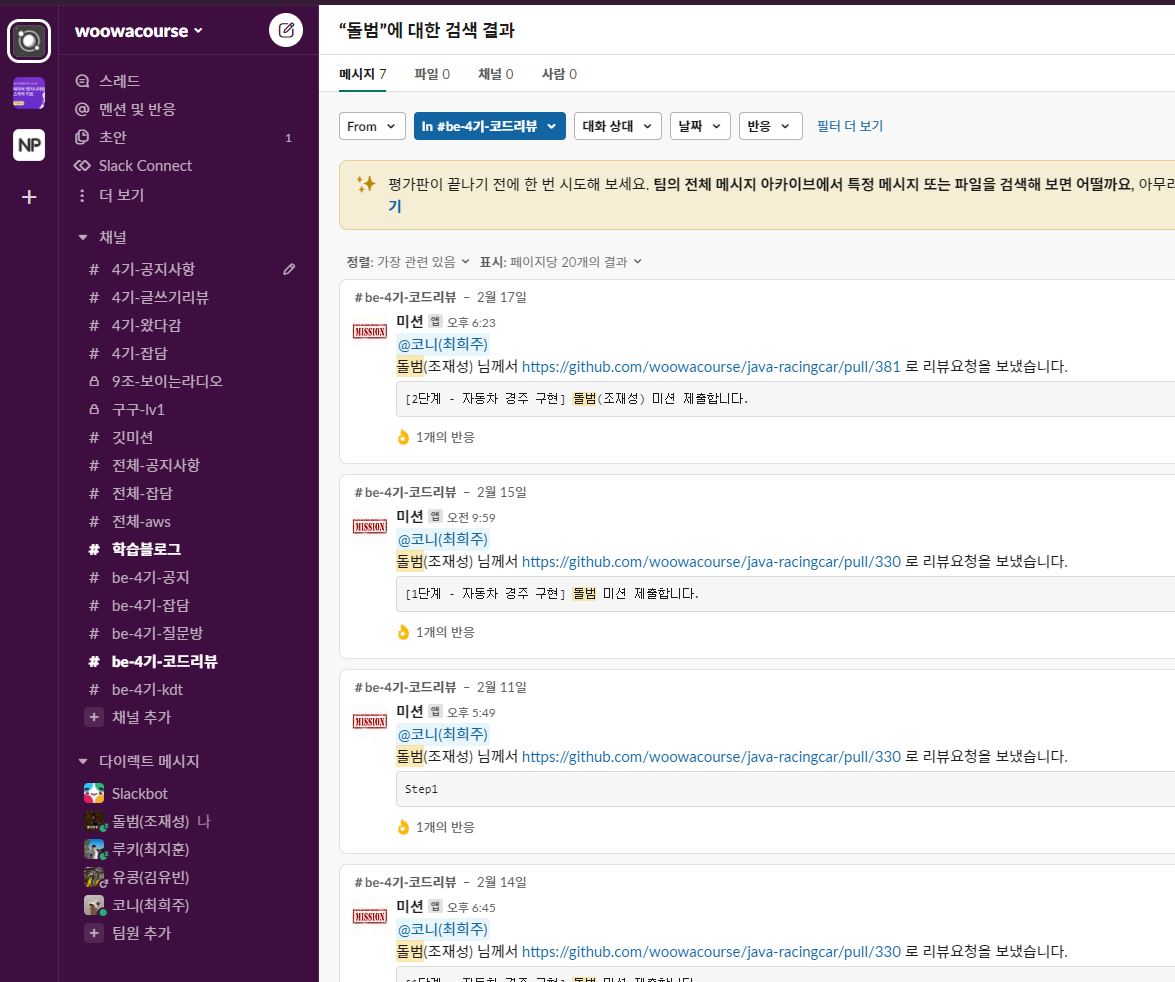 woowacourse
스레드
멘션 및 반응
초안 1
Slack Connect
더 보기
채널
# 4기-공지사항
# 4기-글쓰기리뷰
# 4기-왔다감
# 4기-잡담
9조-보이는라디오
구구-lv1
# 깃미션
# 전체-공지사항
# 전체-잡담
# 전체-aws
# 학습블로그
# be-4기-공지
# be-4기-잡담
# be-4기-질문방
# be-4기-코드리뷰
# be-4기-kdt
+ 채널 추가
다이렉트 메시지
Slackbot
돌범(조재성) 나
루키(최지훈)
유콩(김유빈)
코니(최희주)
+ 팀원 추가
NP
+
“돌범”에 대한 검색 결과
메시지 7 파일 0 채널 0 사람 0
From In #be-4기-코드리뷰 대화 상대 날짜 반응 필터 더 보기
평가판이 끝나기 전에 한 번 시도해 보세요. 팀의 전체 메시지 아카이브에서 특정 메시지 또는 파일을 검색해 보면 어떨까요, 아무리
기
정렬: 가장 관련 있음 표시: 페이지당 20개의 결과
# be-4기-코드리뷰 – 2월 17일
미션 앱 오후 6:23
MISSION
@코니(최희주)
돌범(조재성) 님께서 https://github.com/woowacourse/java-racingcar/pull/381 로 리뷰요청을 보냈습니다.
[2단계 - 자동차 경주 구현] 돌범(조재성) 미션 제출합니다.
👌 1개의 반응
# be-4기-코드리뷰 – 2월 15일
미션 앱 오전 9:59
MISSION
@코니(최희주)
돌범(조재성) 님께서 https://github.com/woowacourse/java-racingcar/pull/330 로 리뷰요청을 보냈습니다.
[1단계 - 자동차 경주 구현] 돌범 미션 제출합니다.
👌 1개의 반응
# be-4기-코드리뷰 – 2월 11일
미션 앱 오후 5:49
MISSION
@코니(최희주)
돌범(조재성) 님께서 https://github.com/woowacourse/java-racingcar/pull/330 로 리뷰요청을 보냈습니다.
Step1
👌 1개의 반응
# be-4기-코드리뷰 – 2월 14일
미션 앱 오후 6:45
MISSION
@코니(최희주)
돌범(조재성) 님께서 https://github.com/woowacourse/java-racingcar/pull/330 로 리뷰요청을 보냈습니다.